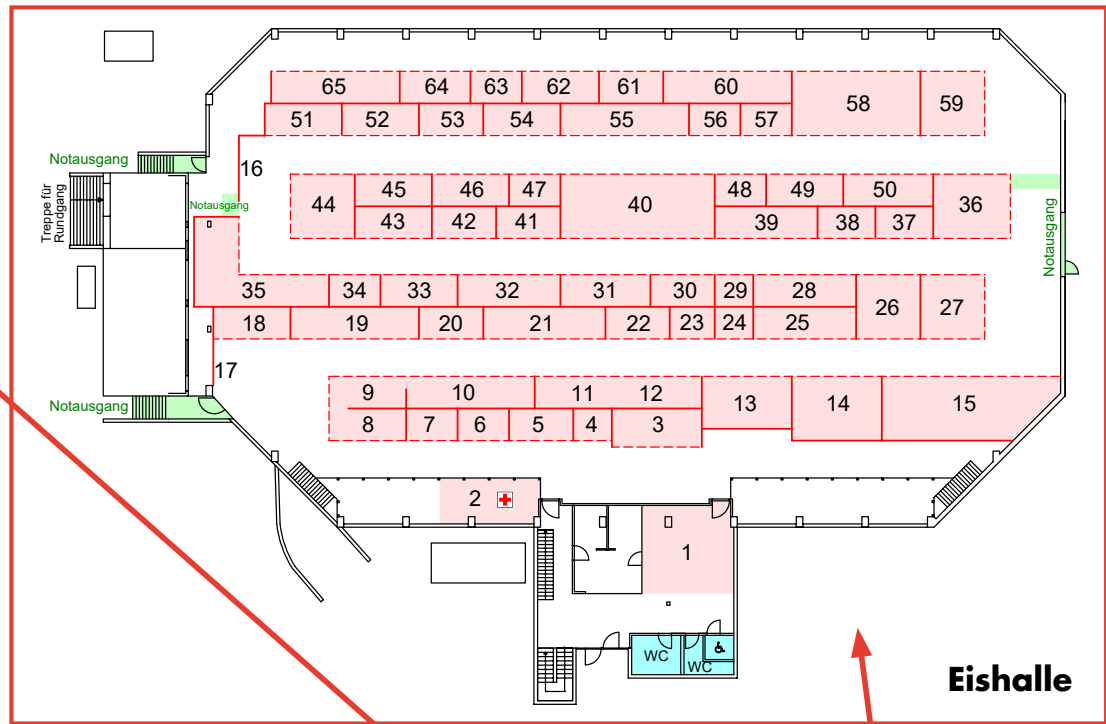 65 64 63 62 61 60 58 59
51 52 53 54 55 56 57
Notausgang
16
Treppe für
Rundgang
Notausgang
44 45 46 47 40 48 49 50 36
43 42 41 39 38 37
Notausgang
35 34 33 32 31 30 29 28 26 27
18 19 20 21 22 23 24 25
17
Notausgang
9 10 11 12 13 14 15
8 7 6 5 4 3
2
1
WC
WC
Eishalle